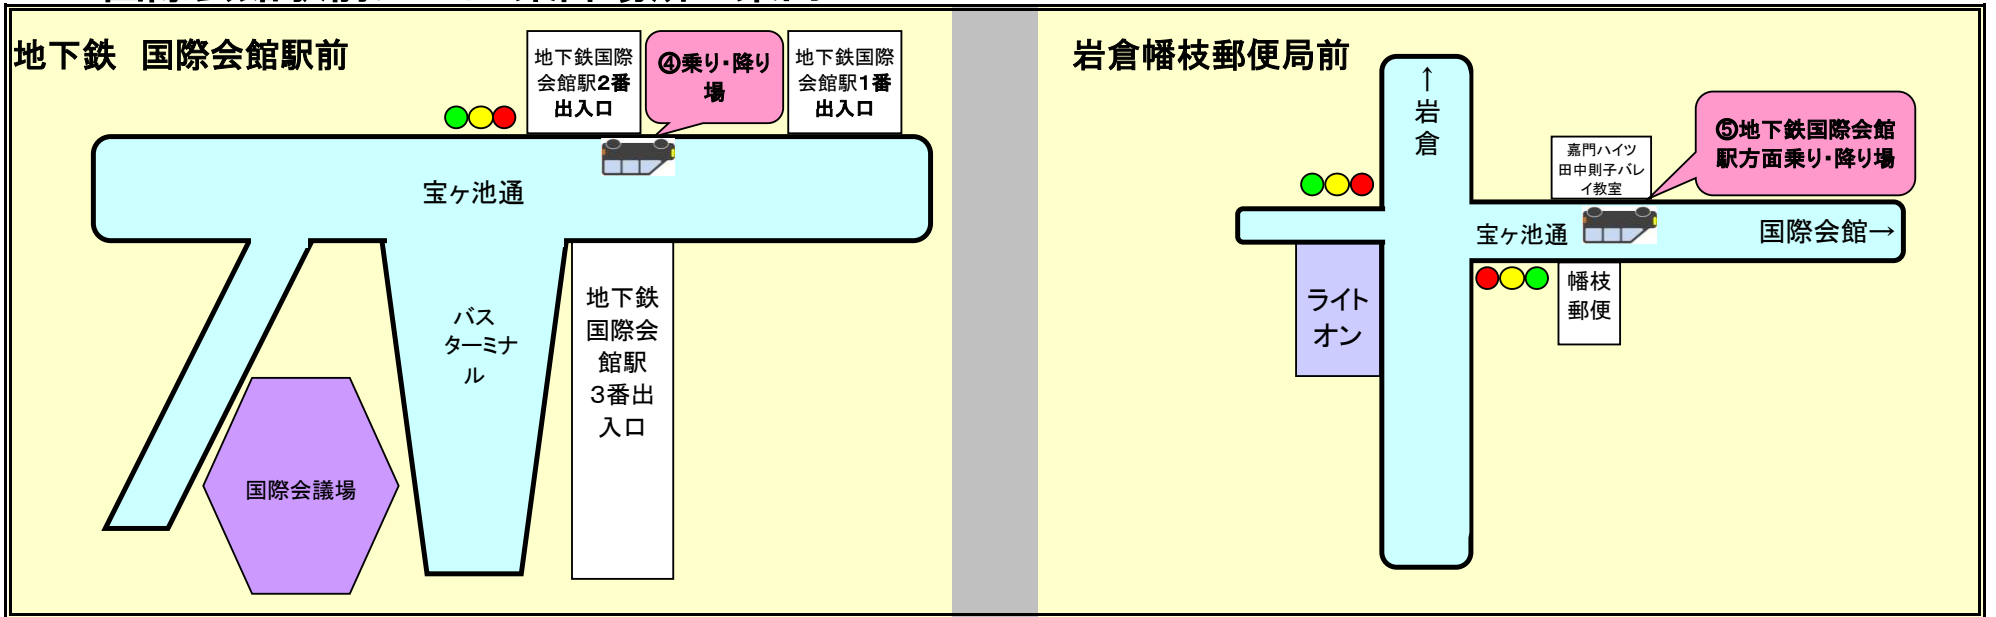 地下鉄 国際会館駅前
地下鉄国際
会館駅2番
出入口
④乗り・降り
場
地下鉄国際
会館駅1番
出入口
宝ヶ池通
バス
ターミナ
ル
地下鉄
国際会
館駅
3番出
入口
国際会議場
岩倉幡枝郵便局前
↑
岩
倉
嘉門ハイツ
田中則子バレ
イ教室
⑤地下鉄国際会館
駅方面乗り・降り場
宝ヶ池通
国際会館→
ライト
オン
幡枝
郵便